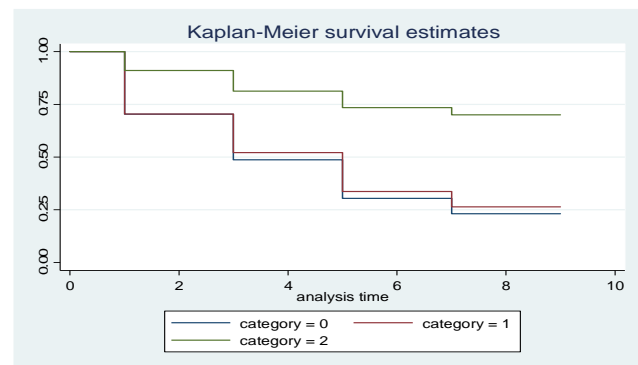 Kaplan-Meier survival estimates
1.00
0.75
0.50
0.25
0.00
0 2 4 6 8 10
analysis time
category = 0 category = 1
category = 2